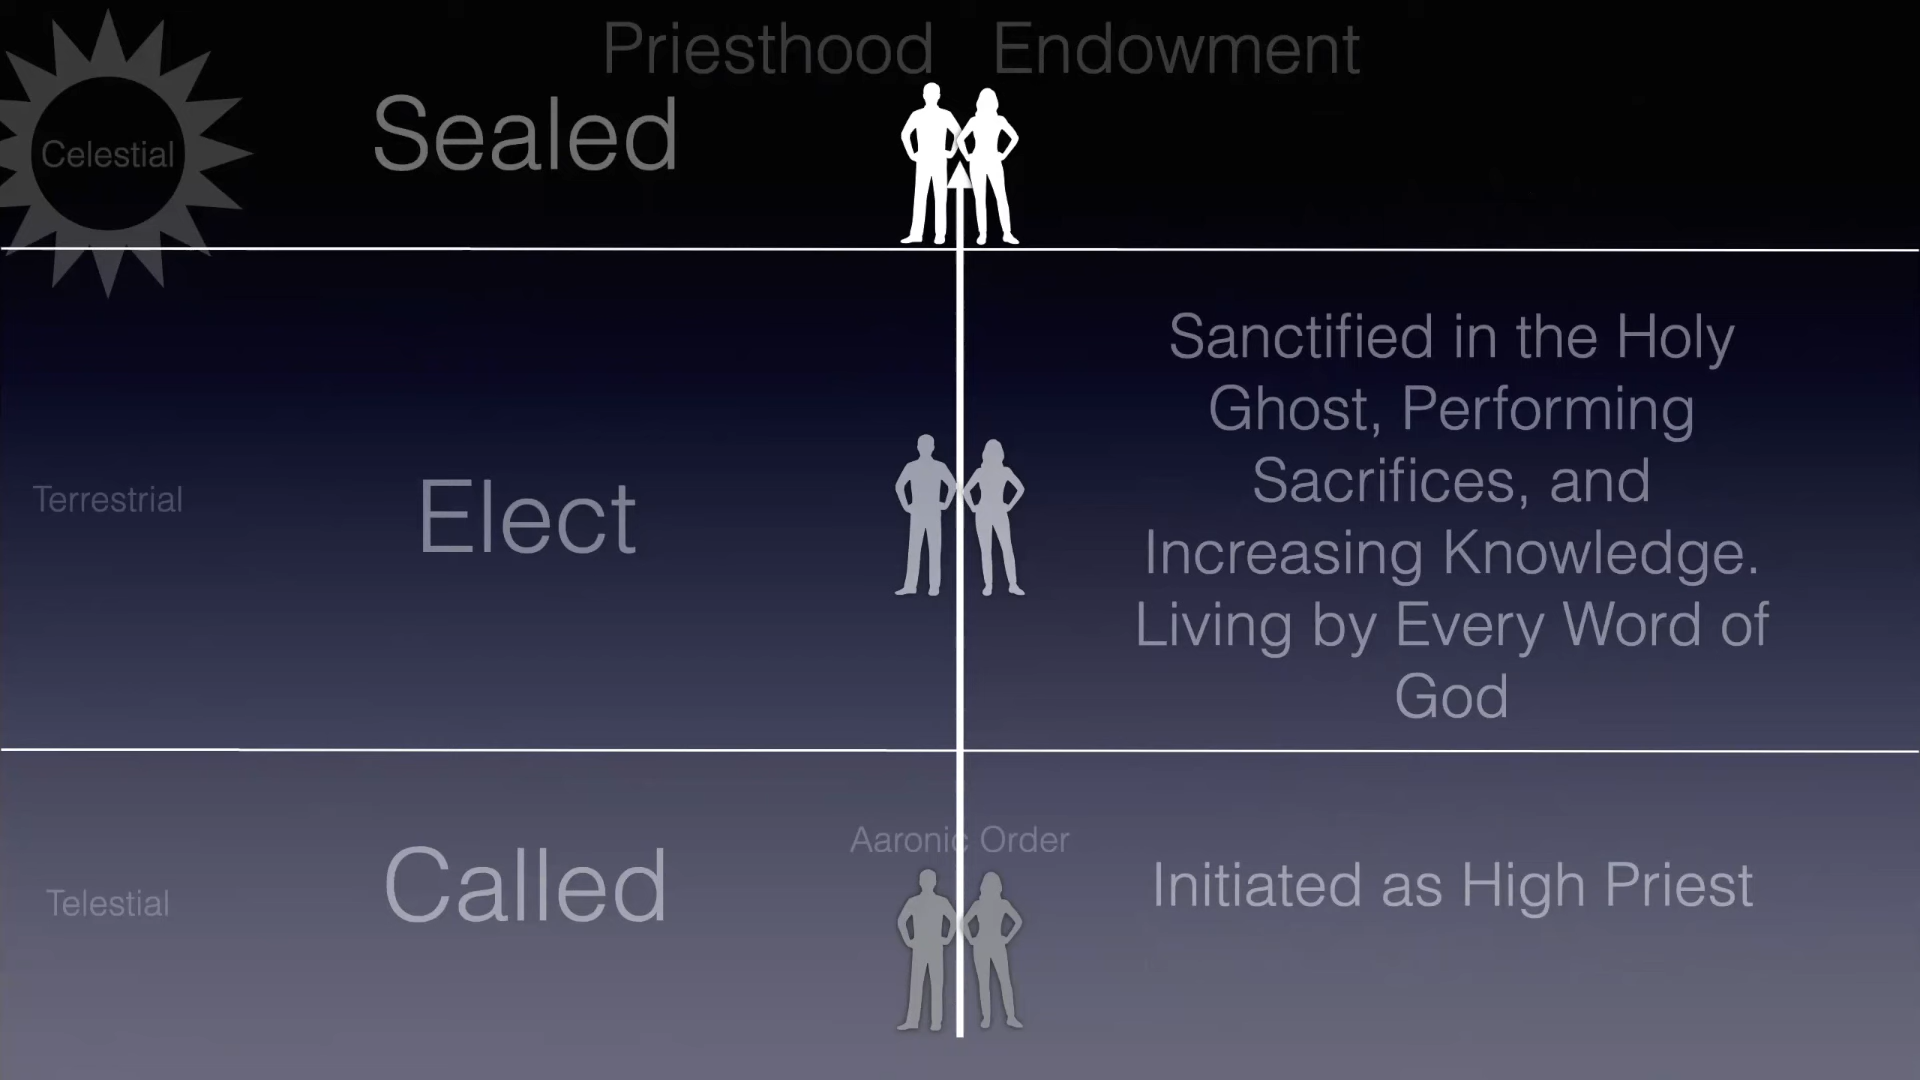 Priesthood Endowment
Celestial
Sealed
Terrestrial
Elect
Sanctified in the Holy
Ghost, Performing
Sacrifices, and
Increasing Knowledge.
Living by Every Word of
God
Telestial
Called
Aaronic Order
Initiated as High Priest